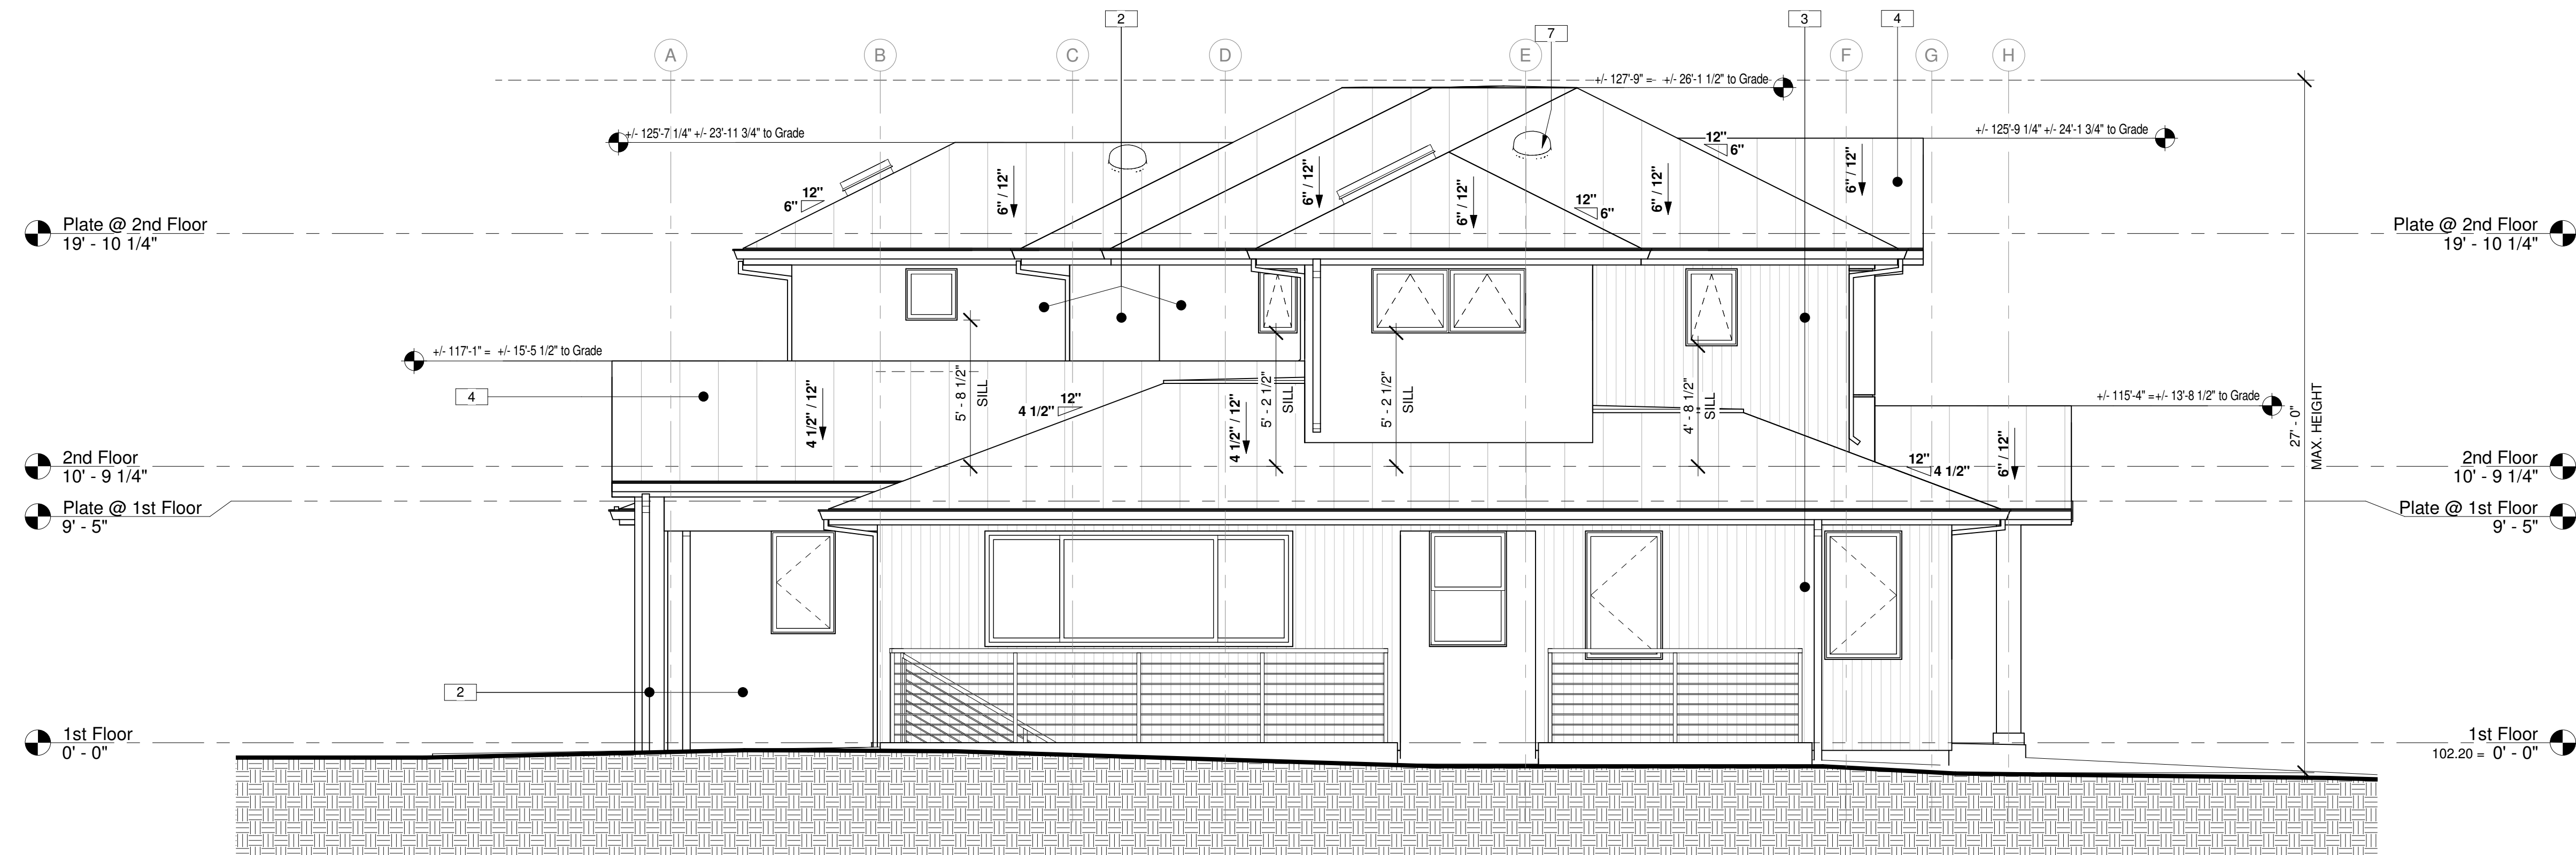 2
3
4
7
A
B
C
D
E
F
G
H
+/- 127'-9" = +/- 26'-1 1/2" to Grade
+/- 125'-7 1/4" +/- 23'-11 3/4" to Grade
+/- 125'-9 1/4" +/- 24'-1 3/4" to Grade
12"
6"
6" / 12"
6" / 12"
6" / 12"
12"
6"
6" / 12"
12"
6"
6" / 12"
Plate @ 2nd Floor
19' - 10 1/4"
Plate @ 2nd Floor
19' - 10 1/4"
+/- 117'-1" = +/- 15'-5 1/2" to Grade
4
4 1/2" / 12"
5' - 8 1/2"
SILL
12"
4 1/2"
4 1/2" / 12"
5' - 2 1/2"
SILL
5' - 2 1/2"
SILL
4' - 8 1/2"
SILL
+/- 115'-4" =+/- 13'-8 1/2" to Grade
12"
4 1/2"
6" / 12"
27' - 0"
MAX. HEIGHT
2nd Floor
10' - 9 1/4"
2nd Floor
10' - 9 1/4"
Plate @ 1st Floor
9' - 5"
Plate @ 1st Floor
9' - 5"
2
1st Floor
0' - 0"
1st Floor
102.20 = 0' - 0"